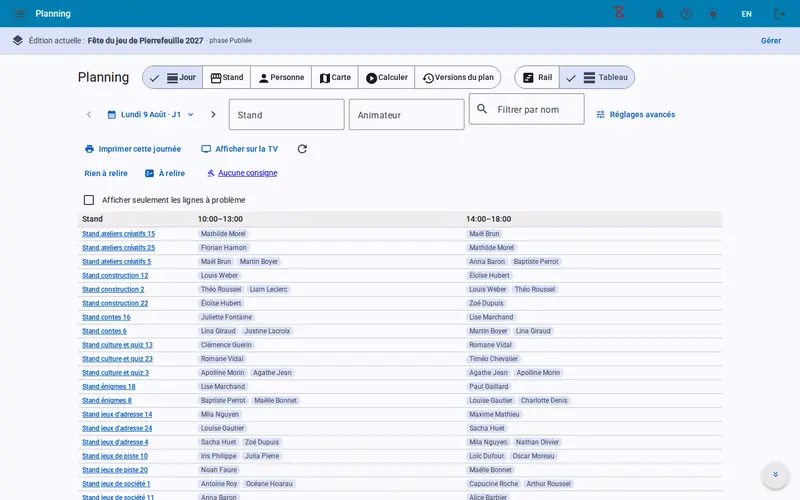 Planning
EN
Édition actuelle : Fête du jeu de Pierrefeuille 2027 · phase Publiée
Gérer
Planning
Jour
Stand
Personne
Carte
Calculer
Versions du plan
Rail
Tableau
Lundi 9 Août · J1
Stand
Animateur
Filtrer par nom
Réglages avancés
Imprimer cette journée
Afficher sur la TV
Rien à relire
À relire
Aucune consigne
Afficher seulement les lignes à problème
Stand 10:00–13:00 14:00–18:00
Stand ateliers créatifs 15 Mathilde Morel Maël Brun
Stand ateliers créatifs 25 Florian Hamon Mathilde Morel
Stand ateliers créatifs 5 Maël Brun Martin Boyer Anna Baron Baptiste Perrot
Stand construction 12 Louis Weber Éloïse Hubert
Stand construction 2 Théo Roussel Liam Leclerc Louis Weber Théo Roussel
Stand construction 22 Éloïse Hubert Zoé Dupuis
Stand contes 16 Juliette Fontaine Lise Marchand
Stand contes 6 Lina Giraud Justine Lacroix Martin Boyer Lina Giraud
Stand culture et quiz 13 Clémence Guerin Romane Vidal
Stand culture et quiz 23 Romane Vidal Timéo Chevalier
Stand culture et quiz 3 Apolline Morin Agathe Jean Agathe Jean Apolline Morin
Stand énigmes 18 Lise Marchand Paul Gaillard
Stand énigmes 8 Baptiste Perrot Maëlle Bonnet Louise Gautier Charlotte Denis
Stand jeux d'adresse 14 Mila Nguyen Maxime Mathieu
Stand jeux d'adresse 24 Louise Gautier Sacha Huet
Stand jeux d'adresse 4 Sacha Huet Zoé Dupuis Mila Nguyen Nathan Olivier
Stand jeux de piste 10 Iris Philippe Julia Pierre Loïc Dufour Oscar Moreau
Stand jeux de piste 20 Noah Faure Maëlle Bonnet
Stand jeux de société 1 Antoine Roy Océane Hoarau Capucine Roche Arthur Roussel
Stand jeux de société 11 Anna Baron Alice Barbier